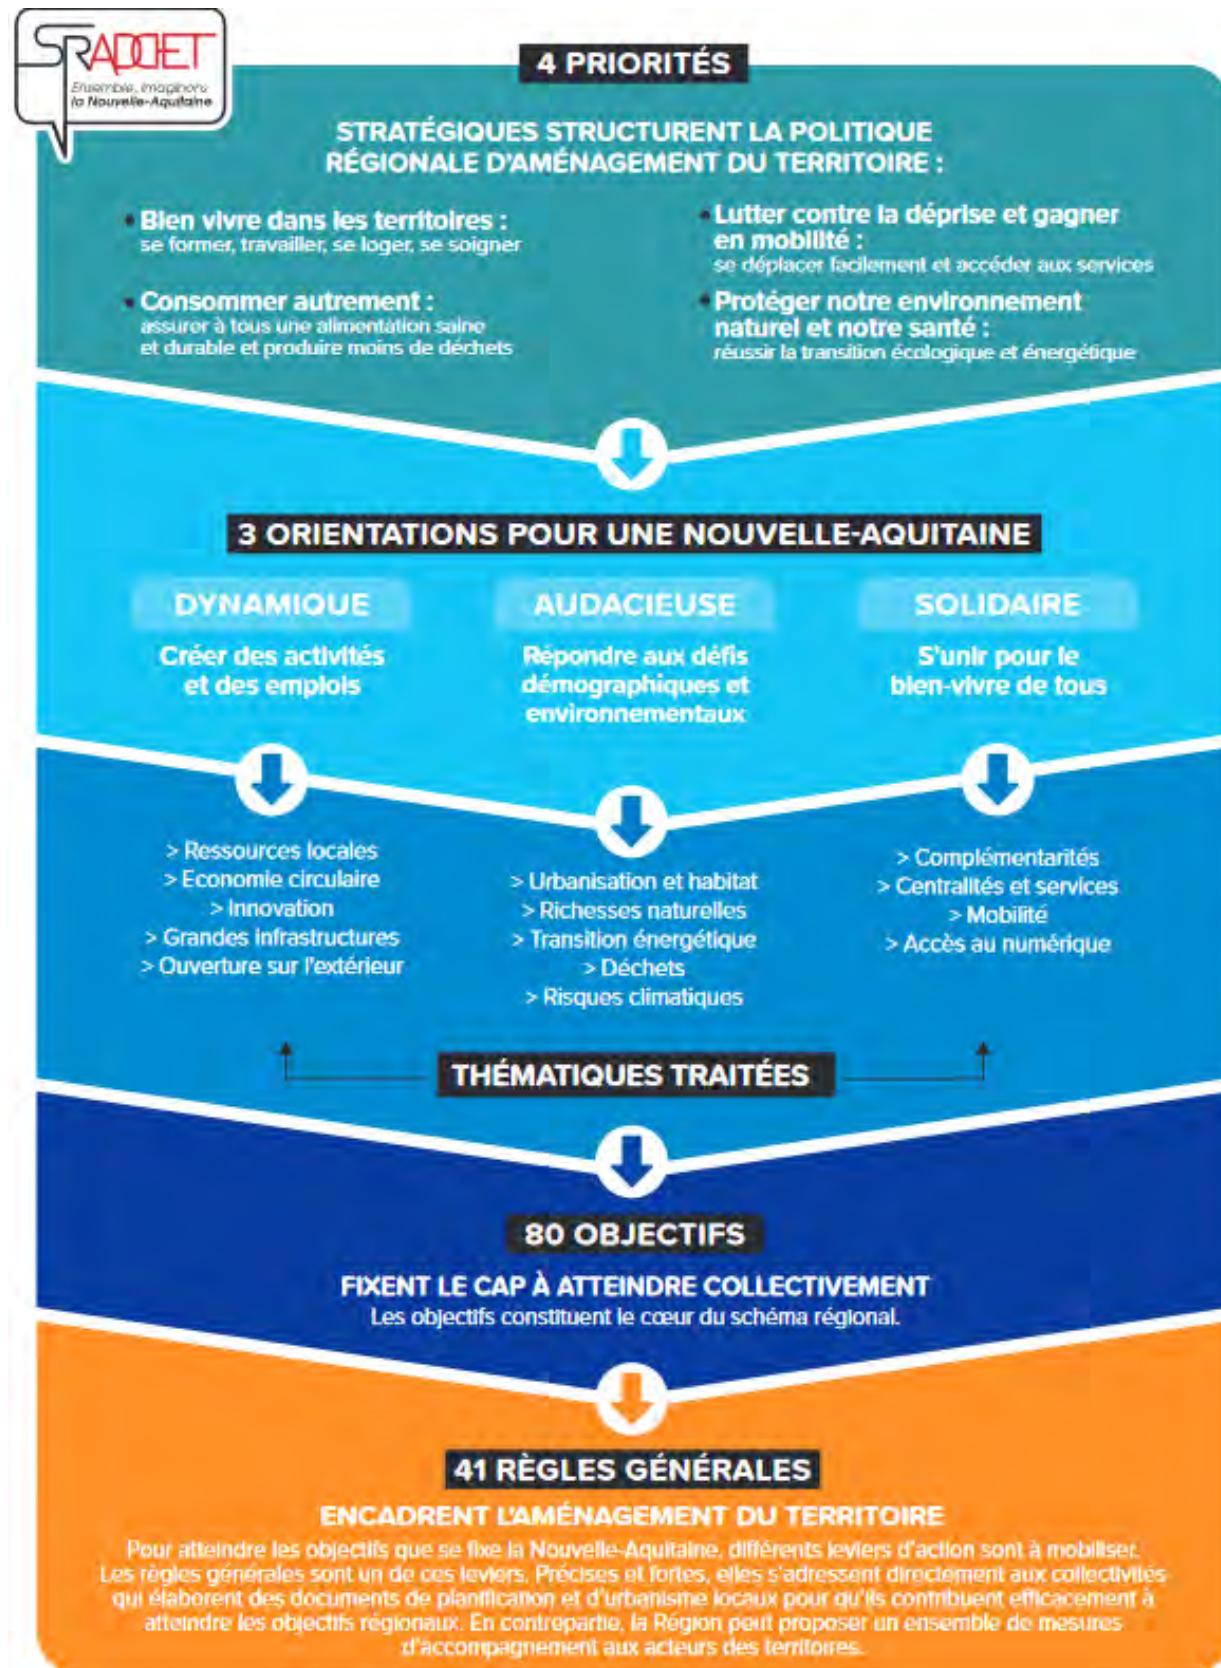 SRADDET
Ensemble, imaginons
la Nouvelle-Aquitaine
4 PRIORITÉS
STRATÉGIQUES STRUCTURENT LA POLITIQUE
RÉGIONALE D'AMÉNAGEMENT DU TERRITOIRE :
• Bien vivre dans les territoires :
se former, travailler, se loger, se soigner
• Consommer autrement :
assurer à tous une alimentation saine
et durable et produire moins de déchets
• Lutter contre la déprise et gagner
en mobilité :
se déplacer facilement et accéder aux services
• Protéger notre environnement
naturel et notre santé :
réussir la transition écologique et énergétique
3 ORIENTATIONS POUR UNE NOUVELLE-AQUITAINE
DYNAMIQUE
Créer des activités
et des emplois
AUDACIEUSE
Répondre aux défis
démographiques et
environnementaux
SOLIDAIRE
S'unir pour le
bien-vivre de tous
> Ressources locales
> Economie circulaire
> Innovation
> Grandes infrastructures
> Ouverture sur l'extérieur
> Urbanisation et habitat
> Richesses naturelles
> Transition énergétique
> Déchets
> Risques climatiques
> Complémentarités
> Centralités et services
> Mobilité
> Accès au numérique
THÉMATIQUES TRAITÉES
80 OBJECTIFS
FIXENT LE CAP À ATTEINDRE COLLECTIVEMENT
Les objectifs constituent le cœur du schéma régional.
41 RÈGLES GÉNÉRALES
ENCADRENT L'AMÉNAGEMENT DU TERRITOIRE
Pour atteindre les objectifs que se fixe la Nouvelle-Aquitaine, différents leviers d'action sont à mobiliser.
Les règles générales sont un de ces leviers. Précises et fortes, elles s'adressent directement aux collectivités
qui élaborent des documents de planification et d'urbanisme locaux pour qu'ils contribuent efficacement à
atteindre les objectifs régionaux. En contrepartie, la Région peut proposer un ensemble de mesures
d'accompagnement aux acteurs des territoires.